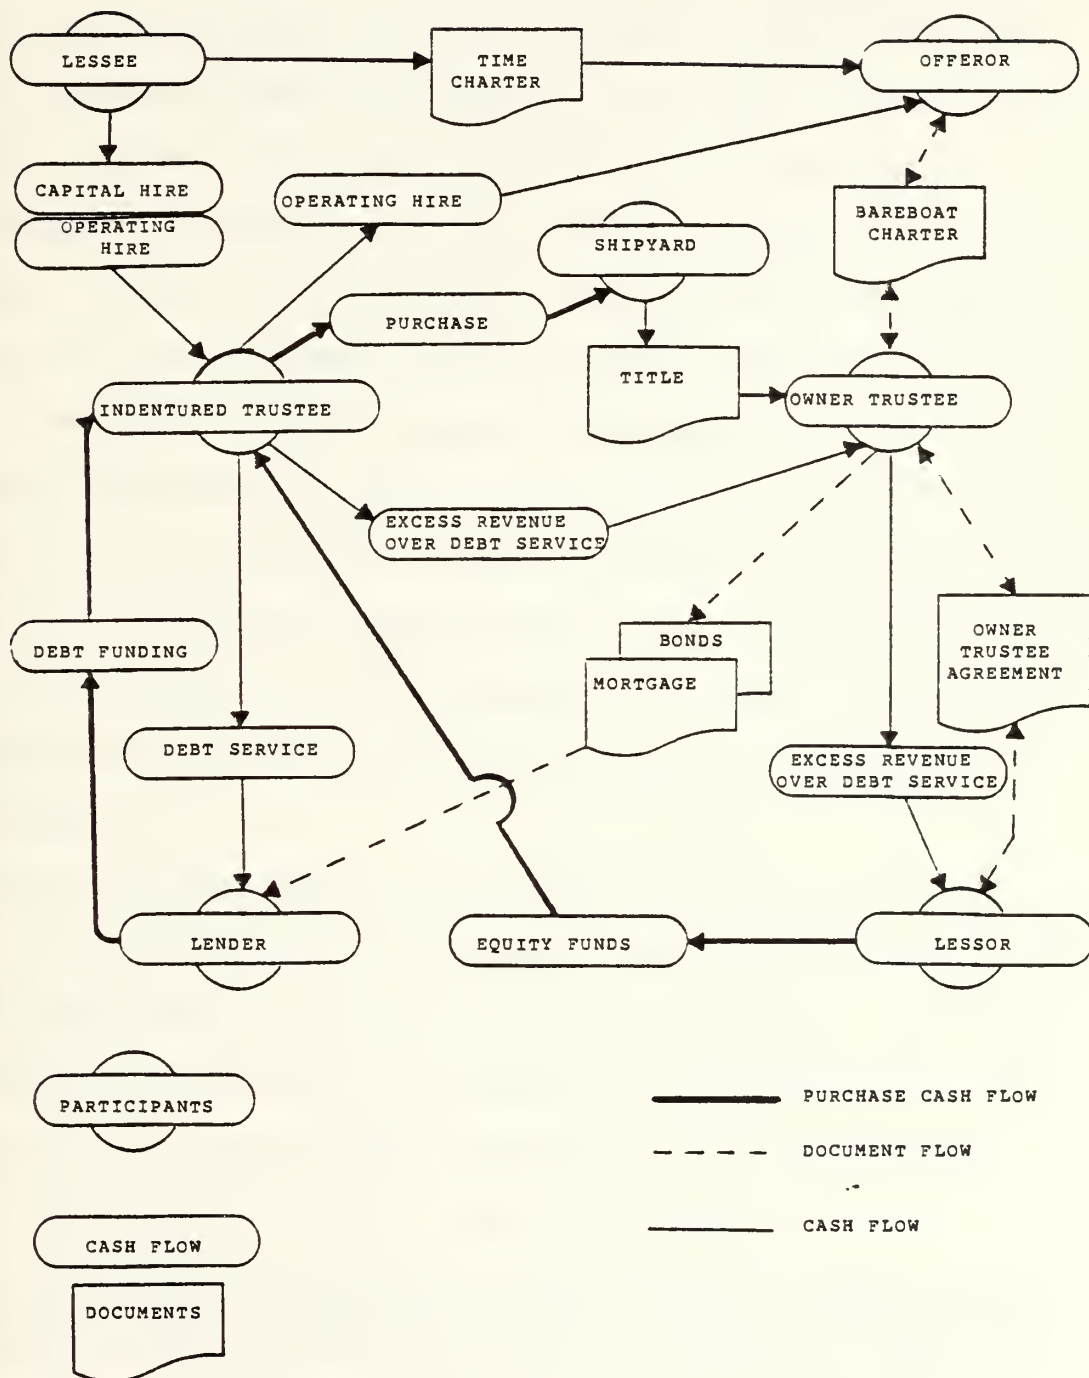 LESSEE
TIME
CHARTER
OFFEROR
CAPITAL HIRE
OPERATING
HIRE
OPERATING HIRE
SHIPYARD
BAREBOAT
CHARTER
PURCHASE
TITLE
INDENTURED TRUSTEE
OWNER TRUSTEE
EXCESS REVENUE
OVER DEBT SERVICE
DEBT FUNDING
BONDS
MORTGAGE
OWNER
TRUSTEE
AGREEMENT
DEBT SERVICE
EXCESS REVENUE
OVER DEBT SERVICE
LENDER
EQUITY FUNDS
LESSOR
PARTICIPANTS
PURCHASE CASH FLOW
DOCUMENT FLOW
CASH FLOW
CASH FLOW
DOCUMENTS